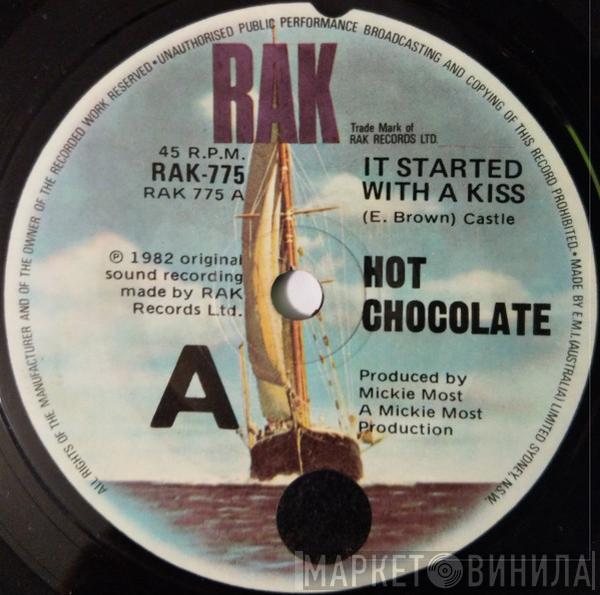 ALL RIGHTS OF THE MANUFACTURER AND OF THE OWNER OF THE RECORDED WORK RESERVED • UNAUTHORISED PUBLIC PERFORMANCE BROADCASTING AND COPYING OF THIS RECORD PROHIBITED • MADE BY E.M.I. (AUSTRALIA) LIMITED SYDNEY, N.S.W.
RAK
Trade Mark of
RAK RECORDS LTD.
45 R.P.M.
RAK-775
RAK 775 A
IT STARTED
WITH A KISS
(E. Brown) Castle
℗ 1982 original
sound recording
made by RAK
Records Ltd.
HOT
CHOCOLATE
A
Produced by
Mickie Most
A Mickie Most
Production
МАРКЕТ ВИНИЛА